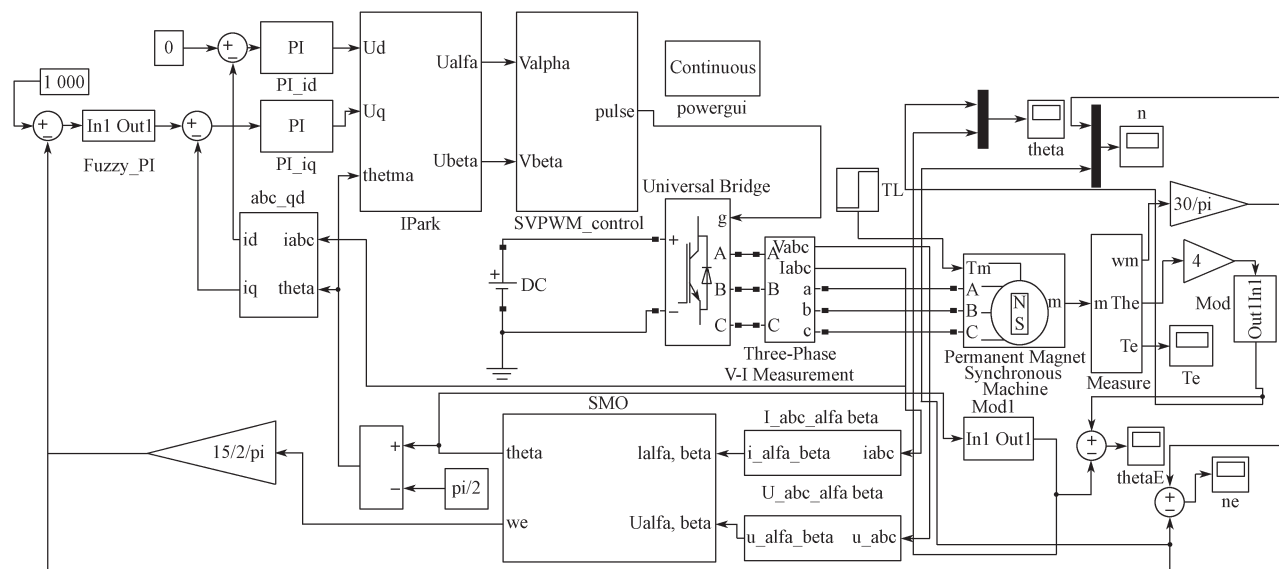 0
PI
PI_id
1 000
In1 Out1
Fuzzy_PI
PI
PI_iq
Ud
Uq
thetma
Ualfa
Ubeta
IPark
Valpha
Vbeta
pulse
SVPWM_control
Continuous
powergui
theta
n
abc_qd
id
iq
iabc
theta
DC
Universal Bridge
g
A
B
C
A
B
C
Vabc
Iabc
a
b
c
Three-Phase
V-I Measurement
TL
Tm
A
B
C
N
S
m
Permanent Magnet
Synchronous
Machine
m
wm
The
Te
Measure
30/pi
4
Mod
Out1In1
Te
15/2/pi
pi/2
SMO
theta
we
Ialfa, beta
Ualfa, beta
I_abc_alfa beta
i_alfa_beta
iabc
U_abc_alfa beta
u_alfa_beta
u_abc
Mod1
In1 Out1
thetaE
ne